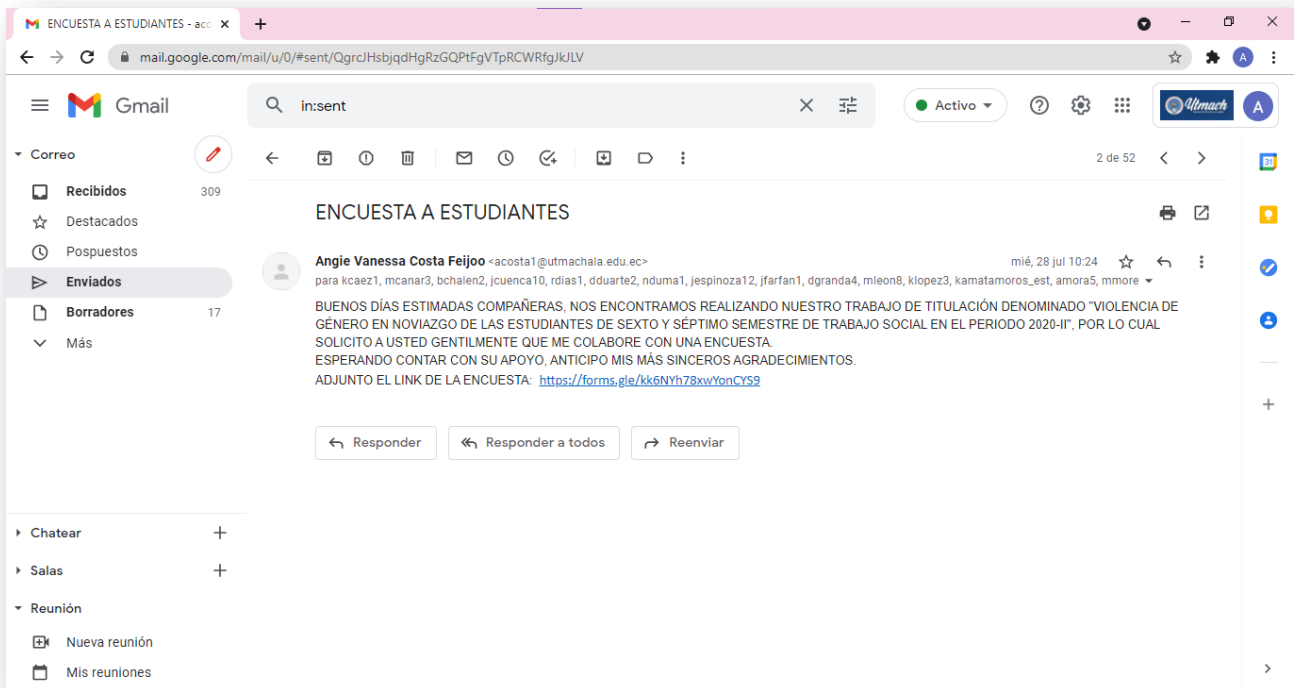 ENCUESTA A ESTUDIANTES - aco
mail.google.com/mail/u/0/#sent/QgrcJHsbjqdHgRzGQPtFgVTpRCWRfgJkJLV
A
Gmail
in:sent
Activo
Utmach
A
Correo
2 de 52
31
Recibidos 309
Destacados
Pospuestos
Enviados
Borradores 17
Más
ENCUESTA A ESTUDIANTES
Angie Vanessa Costa Feijoo <acosta1@utmachala.edu.ec> mié, 28 jul 10:24
para kcaez1, mcanar3, bchalen2, jcuenca10, rdias1, dduarte2, nduma1, jespinoza12, jfarfan1, dgranda4, mleon8, klopez3, kamatamoros_est, amora5, mmore
BUENOS DÍAS ESTIMADAS COMPAÑERAS, NOS ENCONTRAMOS REALIZANDO NUESTRO TRABAJO DE TITULACIÓN DENOMINADO "VIOLENCIA DE
GÉNERO EN NOVIAZGO DE LAS ESTUDIANTES DE SEXTO Y SÉPTIMO SEMESTRE DE TRABAJO SOCIAL EN EL PERIODO 2020-II", POR LO CUAL
SOLICITO A USTED GENTILMENTE QUE ME COLABORE CON UNA ENCUESTA.
ESPERANDO CONTAR CON SU APOYO, ANTICIPO MIS MÁS SINCEROS AGRADECIMIENTOS.
ADJUNTO EL LINK DE LA ENCUESTA: https://forms.gle/kk6NYh78xwYonCYS9
Responder
Responder a todos
Reenviar
Chatear
Salas
Reunión
Nueva reunión
Mis reuniones